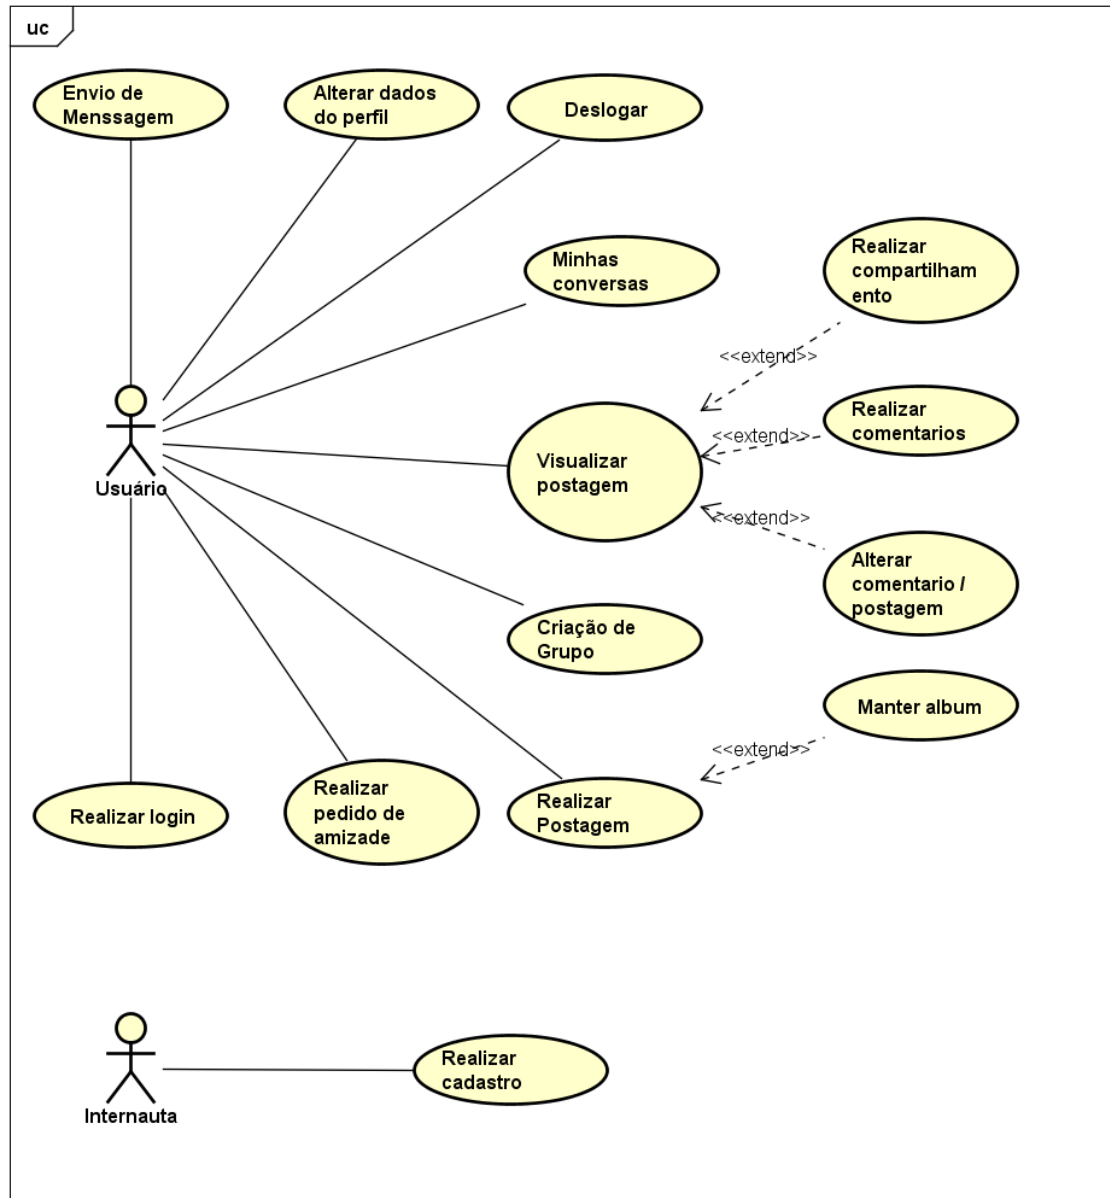 uc
Envio de
Menssagem
Alterar dados
do perfil
Deslogar
Minhas
conversas
Realizar
compartilham
ento
<<extend>>
Realizar
comentarios
<<extend>>
Visualizar
postagem
Usuário
<<extend>>
Alterar
comentario /
postagem
Criação de
Grupo
Manter album
<<extend>>
Realizar login
Realizar
pedido de
amizade
Realizar
Postagem
Internauta
Realizar
cadastro